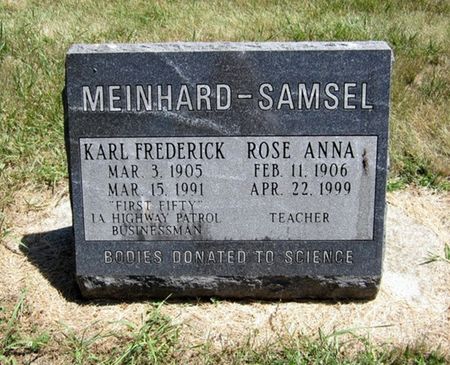 MEINHARD-SAMSEL
KARL FREDERICK
MAR. 3, 1905
MAR. 15, 1991
"FIRST FIFTY"
IA HIGHWAY PATROL
BUSINESSMAN
ROSE ANNA
FEB. 11, 1906
APR. 22, 1999
TEACHER
BODIES DONATED TO SCIENCE